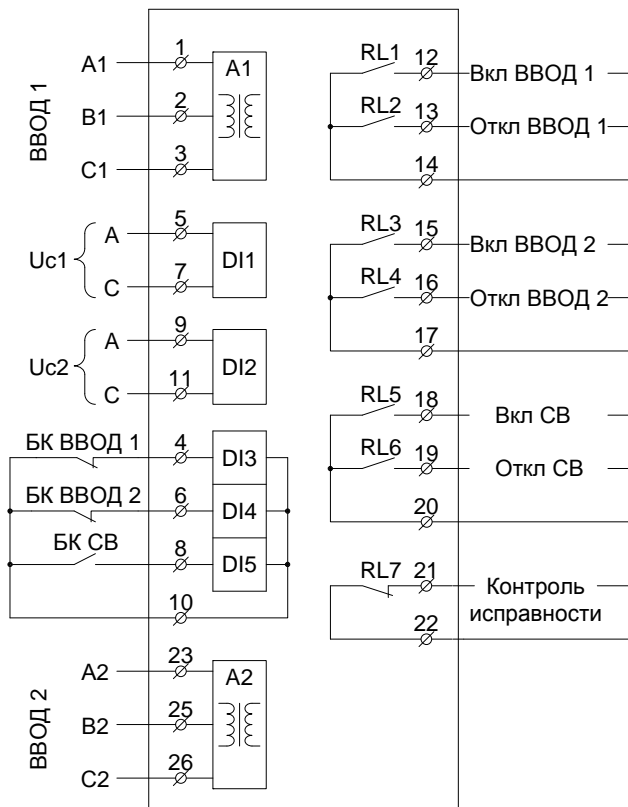 ВВОД 1
A1 1
B1 2
C1 3
A1
Uc1
A 5
C 7
DI1
Uc2
A 9
C 11
DI2
БК ВВОД 1 4 DI3
БК ВВОД 2 6 DI4
БК СВ 8 DI5
10
ВВОД 2
A2 23
B2 25
C2 26
A2
RL1 12 Вкл ВВОД 1
RL2 13 Откл ВВОД 1
14
RL3 15 Вкл ВВОД 2
RL4 16 Откл ВВОД 2
17
RL5 18 Вкл СВ
RL6 19 Откл СВ
20
RL7 21 Контроль
исправности
22